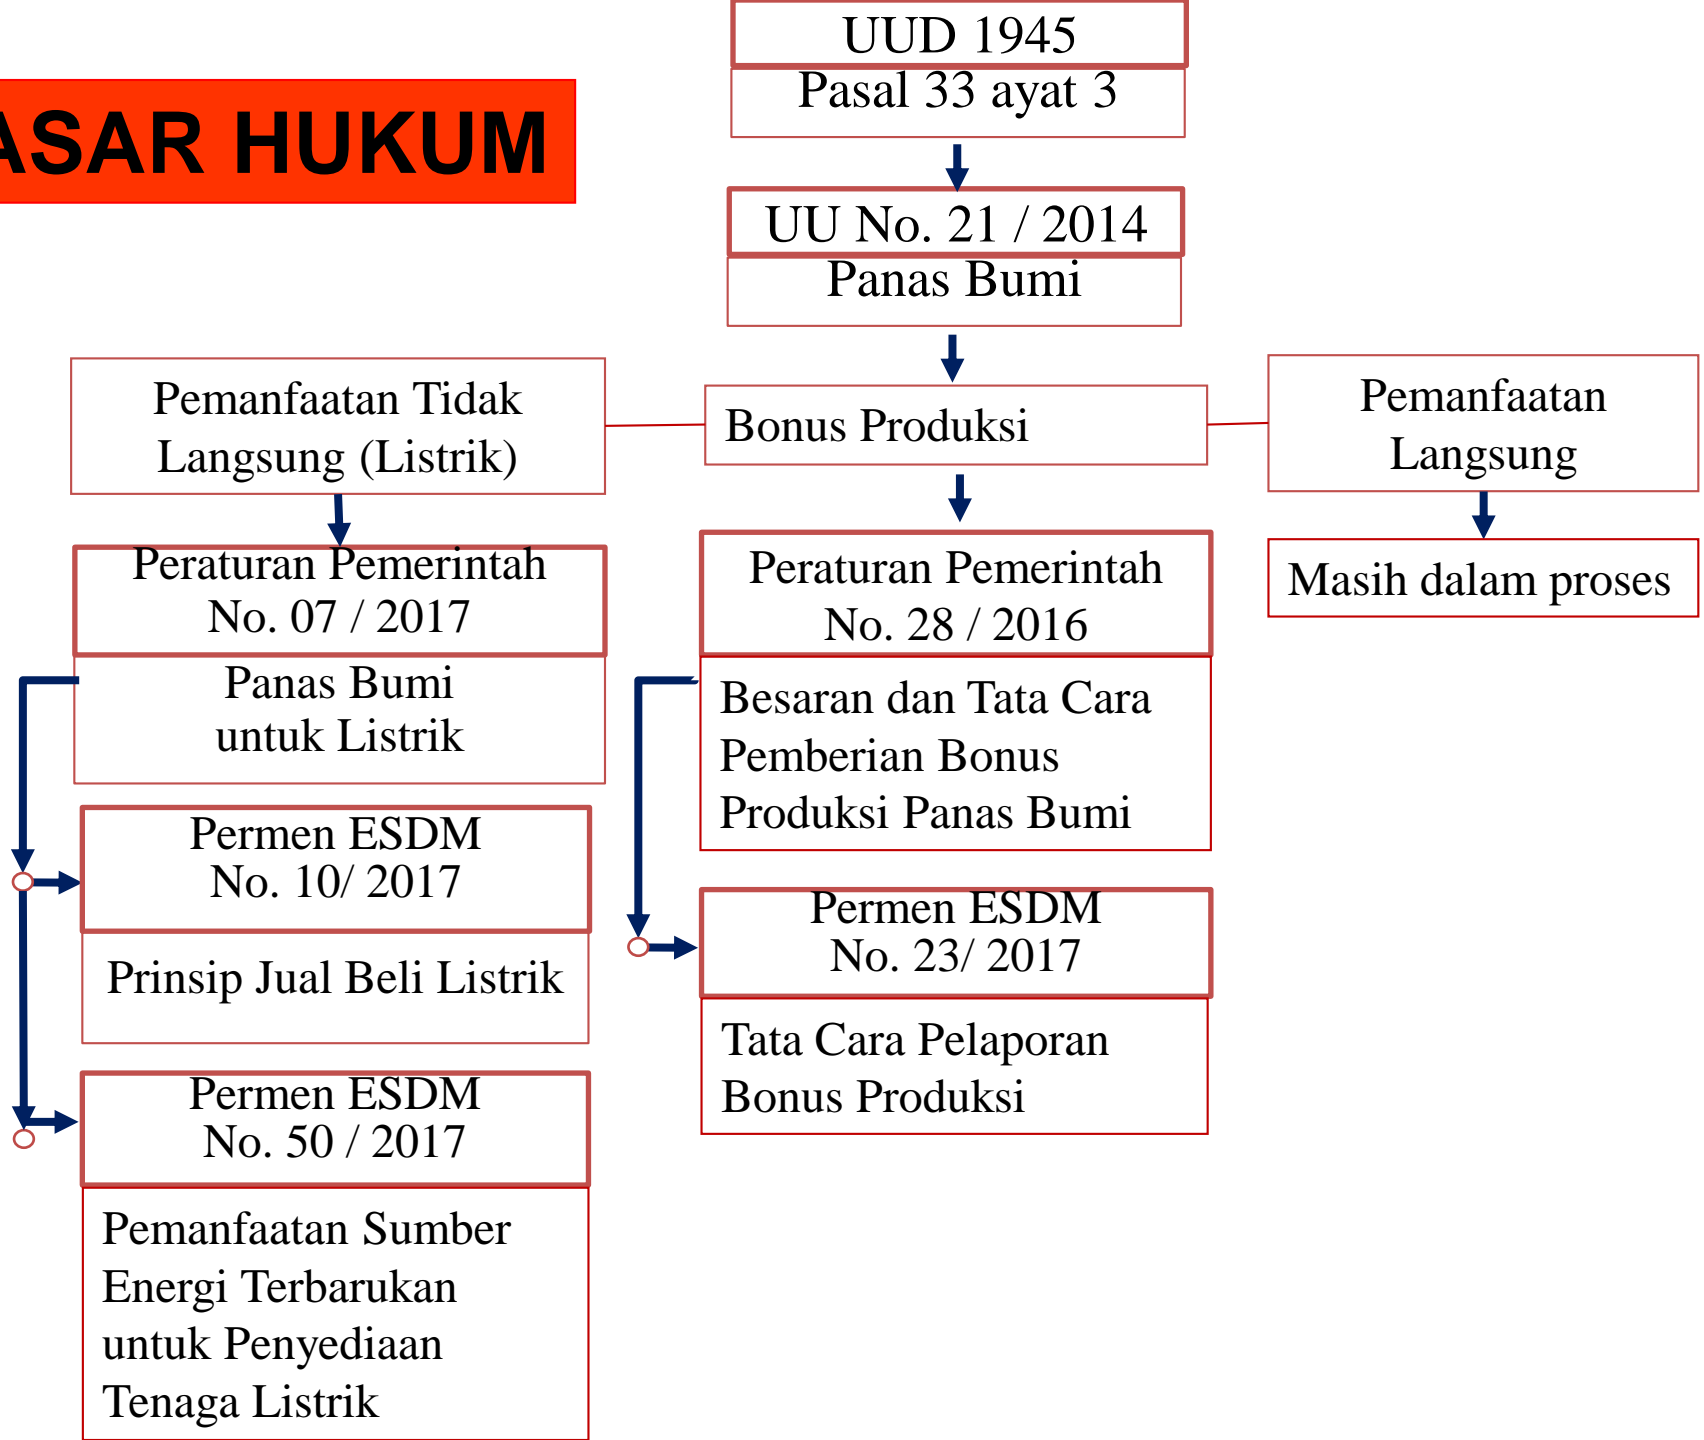 ASAR HUKUM
UUD 1945
Pasal 33 ayat 3
UU No. 21 / 2014
Panas Bumi
Pemanfaatan Tidak
Langsung (Listrik)
Bonus Produksi
Pemanfaatan
Langsung
Peraturan Pemerintah
No. 07 / 2017
Panas Bumi
untuk Listrik
Permen ESDM
No. 10/ 2017
Prinsip Jual Beli Listrik
Permen ESDM
No. 50 / 2017
Pemanfaatan Sumber
Energi Terbarukan
untuk Penyediaan
Tenaga Listrik
Peraturan Pemerintah
No. 28 / 2016
Besaran dan Tata Cara
Pemberian Bonus
Produksi Panas Bumi
Permen ESDM
No. 23/ 2017
Tata Cara Pelaporan
Bonus Produksi
Masih dalam proses